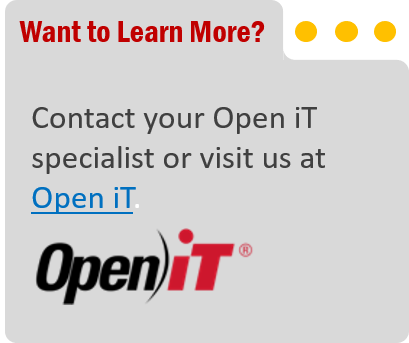 Want to Learn More?
Contact your Open iT
specialist or visit us at
Open iT.
Open)iT®